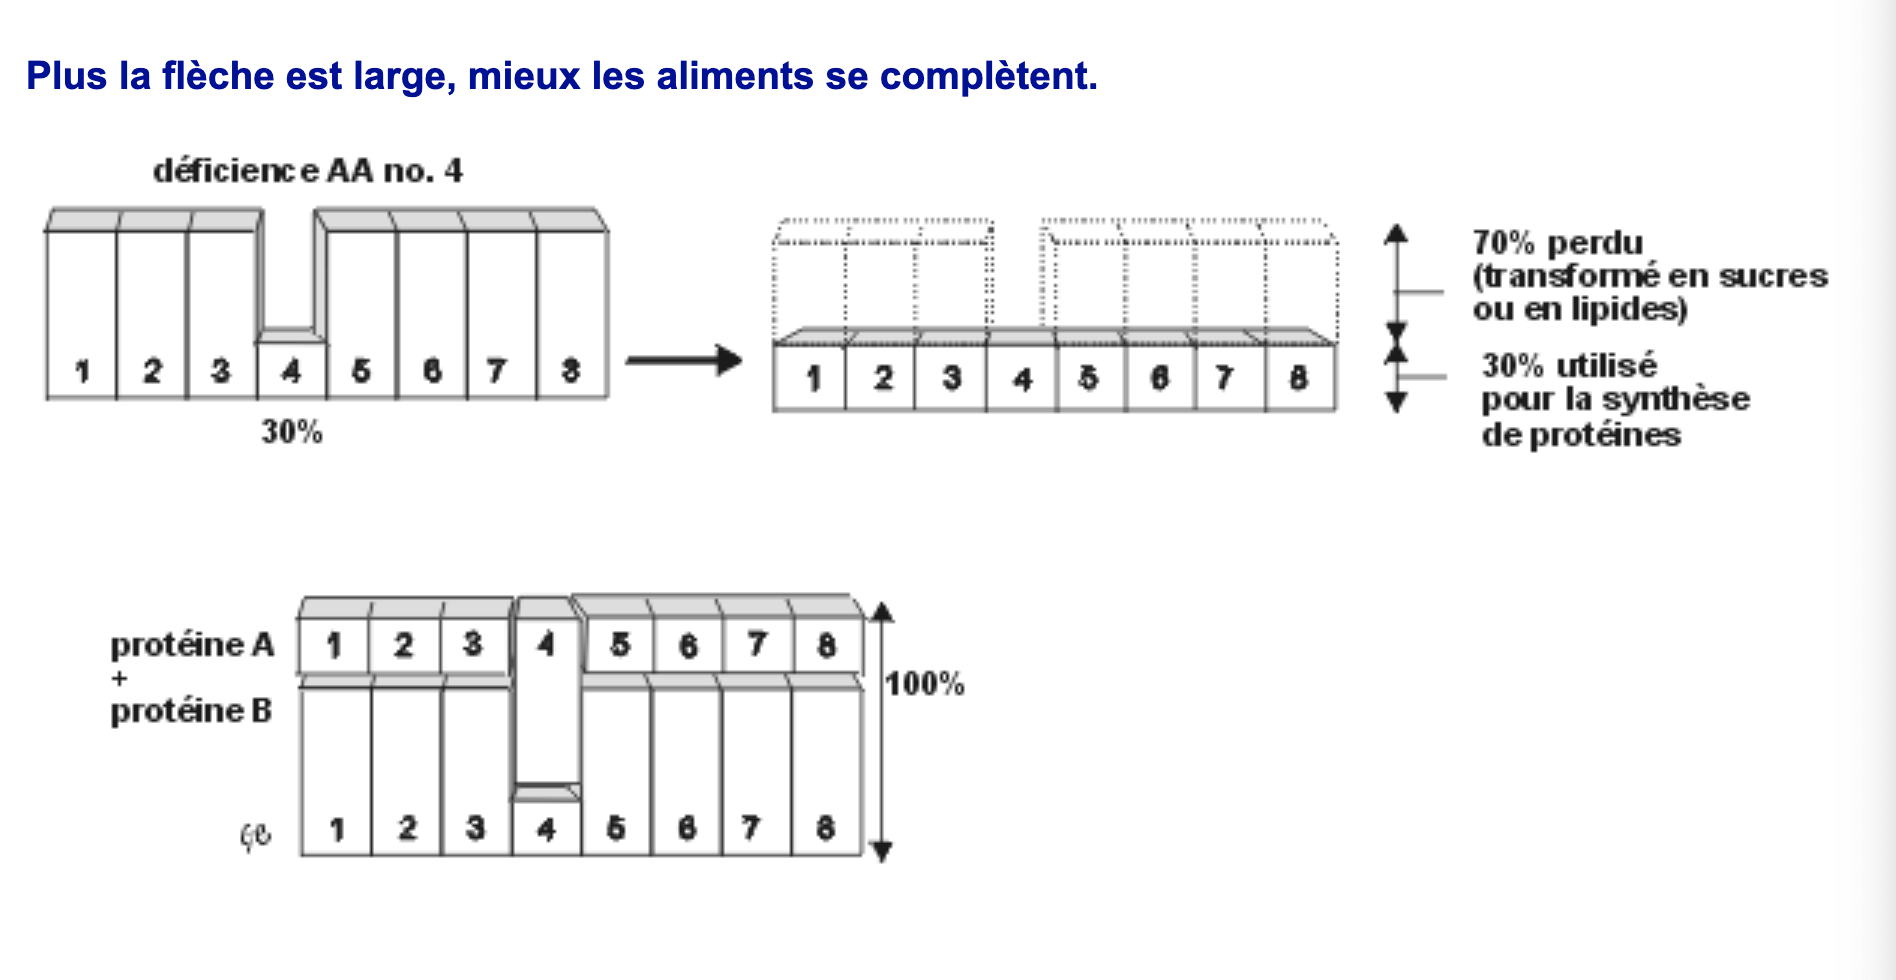 Plus la flèche est large, mieux les aliments se complètent.
déficience AA no. 4
1 2 3 4 5 6 7 8
30%
1 2 3 4 5 6 7 8
70% perdu
(transformé en sucres
ou en lipides)
30% utilisé
pour la synthèse
de protéines
protéine A
+
protéine B
1 2 3 4 5 6 7 8
100%
1 2 3 4 5 6 7 8